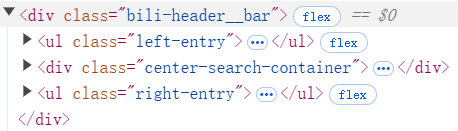 <div class="bili-header__bar"> flex == $0
<ul class="left-entry"> ... </ul> flex
<div class="center-search-container"> ... </div>
<ul class="right-entry"> ... </ul> flex
</div>